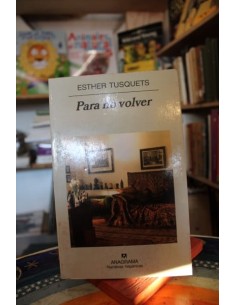 ESTHER TUSQUETS
Para no volver
ANAGRAMA
Narrativas hispánicas